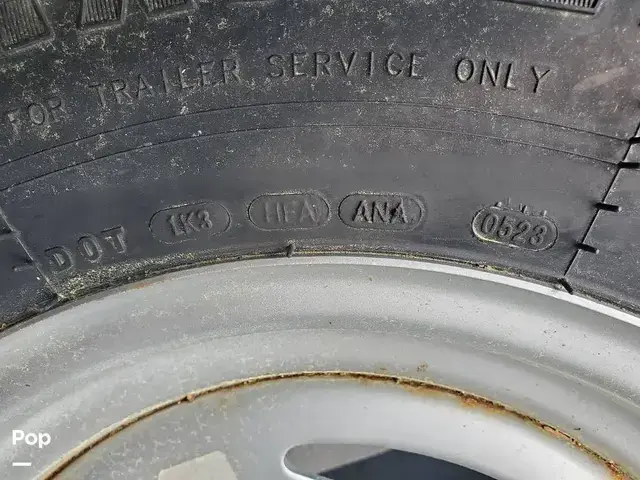 FOR TRAILER SERVICE ONLY
DOT 1K3 HFA ANA 0523
Pop